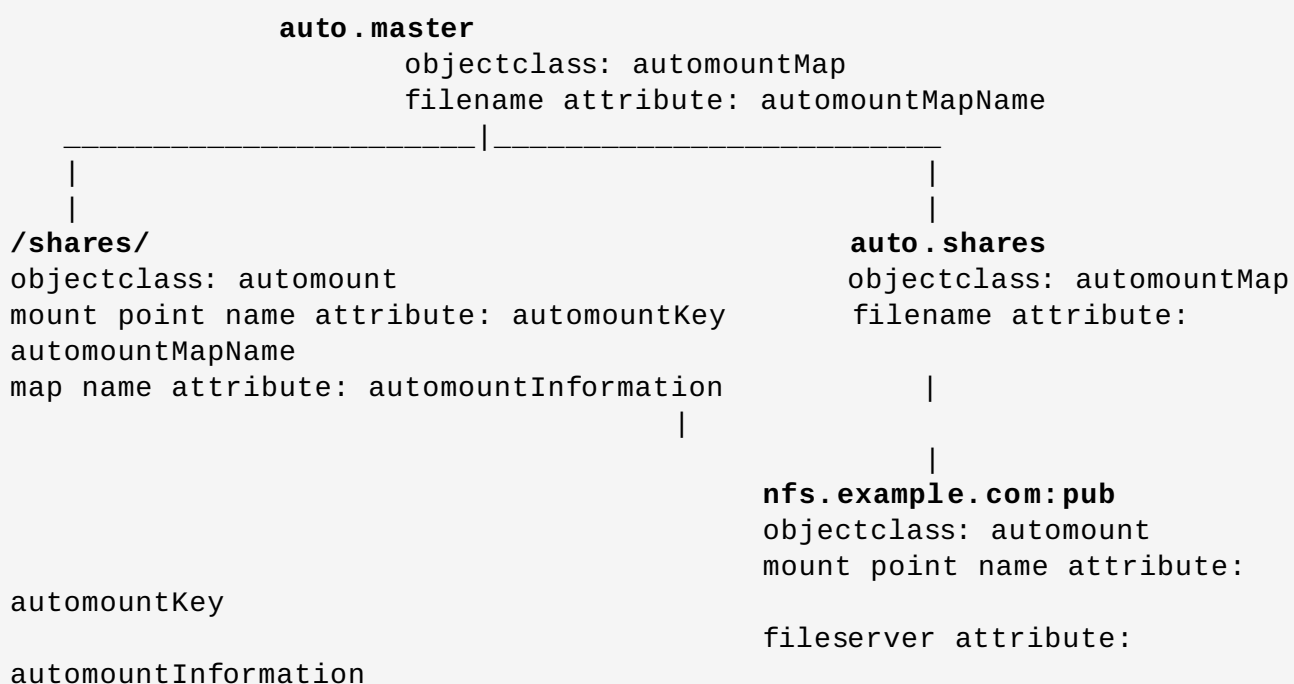 auto.master
objectclass: automountMap
filename attribute: automountMapName
_______________________|_________________________
| |
| |
/shares/ auto.shares
objectclass: automount objectclass: automountMap
mount point name attribute: automountKey filename attribute:
automountMapName
map name attribute: automountInformation |
|
|
nfs.example.com:pub
objectclass: automount
mount point name attribute:
automountKey
fileserver attribute:
automountInformation